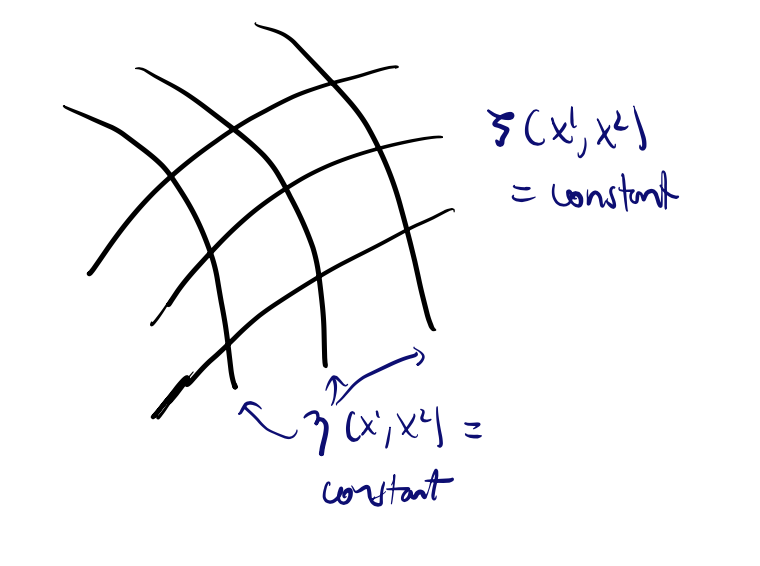 ξ(x¹, x²)
= constant
η(x¹, x²) =
constant